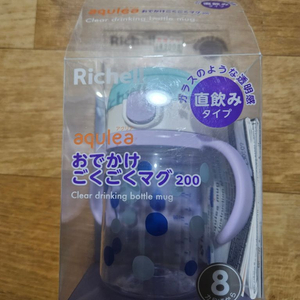 aqulea
Clear drinking bottle mug
Richell
ガラスのような透明感
直飲み
タイプ
aqulea
おでかけ
ごくごくマグ 200
Clear drinking bottle mug
8